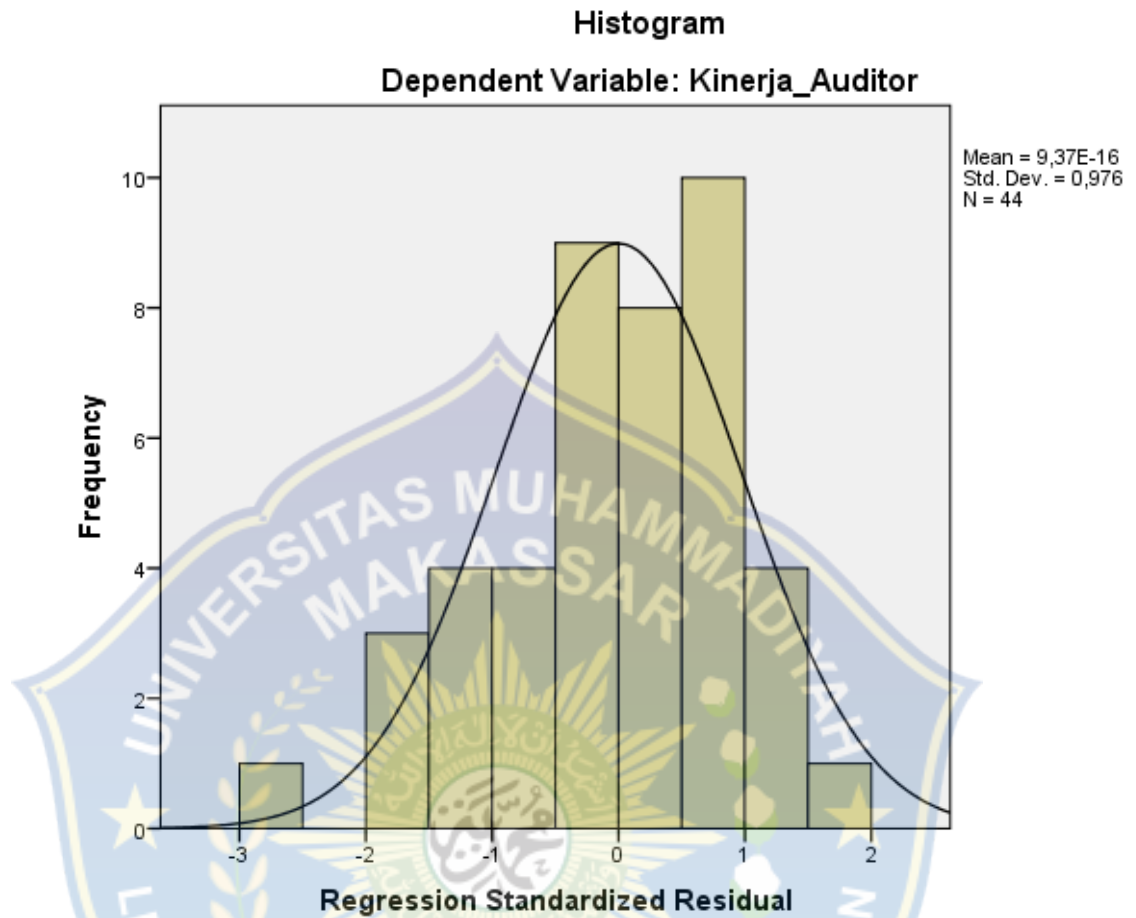 Histogram
Dependent Variable: Kinerja_Auditor
Mean = 9,37E-16
Std. Dev. = 0,976
N = 44
Frequency
10
8
6
4
2
0
-3
-2
-1
0
1
2
Regression Standardized Residual
UNIVERSITAS MUHAMMADIYAH
MAKASSAR